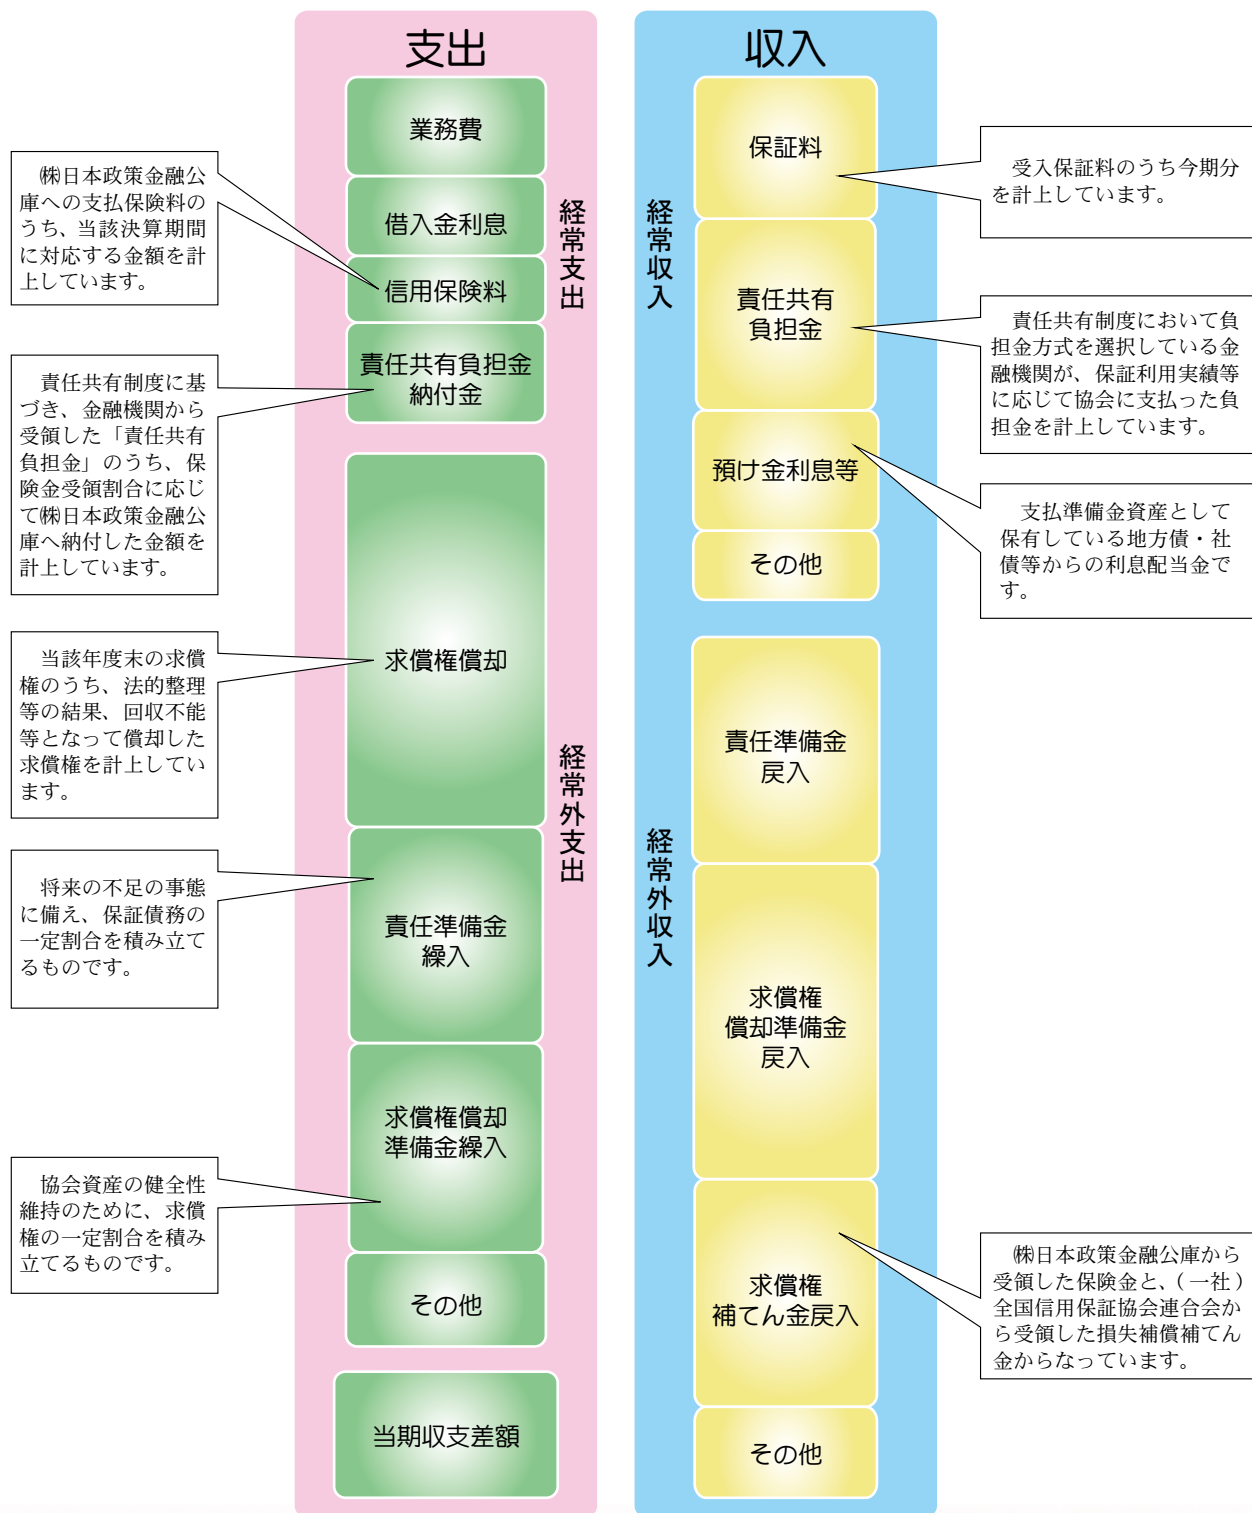 支出
業務費
借入金利息
信用保険料
責任共有負担金
納付金
経常支出
求償権償却
責任準備金
繰入
求償権償却
準備金繰入
その他
経常外支出
当期収支差額
㈱日本政策金融公
庫への支払保険料の
うち、当該決算期間
に対応する金額を計
上しています。
責任共有制度に基
づき、金融機関から
受領した「責任共有
負担金」のうち、保
険金受領割合に応じ
て㈱日本政策金融公
庫へ納付した金額を
計上しています。
当該年度末の求償
権のうち、法的整理
等の結果、回収不能
等となって償却した
求償権を計上してい
ます。
将来の不足の事態
に備え、保証債務の
一定割合を積み立て
るものです。
協会資産の健全性
維持のために、求償
権の一定割合を積み
立てるものです。
収入
保証料
責任共有
負担金
預け金利息等
その他
経常収入
責任準備金
戻入
求償権
償却準備金
戻入
求償権
補てん金戻入
その他
経常外収入
受入保証料のうち今期分
を計上しています。
責任共有制度において負
担金方式を選択している金
融機関が、保証利用実績等
に応じて協会に支払った負
担金を計上しています。
支払準備金資産として
保有している地方債・社
債等からの利息配当金で
す。
㈱日本政策金融公庫から
受領した保険金と、(一社)
全国信用保証協会連合会か
ら受領した損失補償補てん
金からなっています。